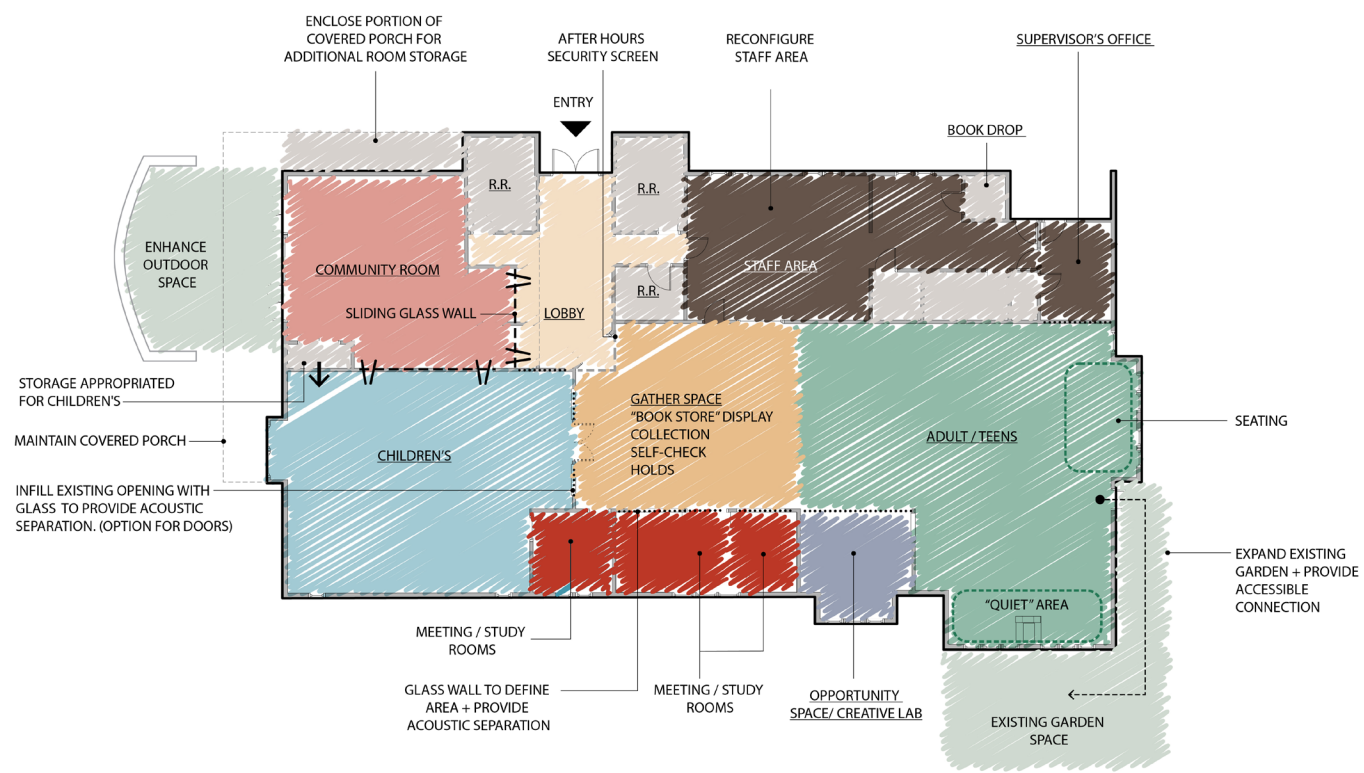 ENCLOSE PORTION OF
COVERED PORCH FOR
ADDITIONAL ROOM STORAGE
AFTER HOURS
SECURITY SCREEN
RECONFIGURE
STAFF AREA
SUPERVISOR'S OFFICE
ENTRY
BOOK DROP
R.R.
R.R.
ENHANCE
OUTDOOR
SPACE
COMMUNITY ROOM
STAFF AREA
R.R.
SLIDING GLASS WALL
LOBBY
STORAGE APPROPRIATED
FOR CHILDREN'S
GATHER SPACE
"BOOK STORE" DISPLAY
COLLECTION
SELF-CHECK
HOLDS
SEATING
MAINTAIN COVERED PORCH
CHILDREN'S
ADULT / TEENS
INFILL EXISTING OPENING WITH
GLASS TO PROVIDE ACOUSTIC
SEPARATION. (OPTION FOR DOORS)
EXPAND EXISTING
GARDEN + PROVIDE
ACCESSIBLE
CONNECTION
"QUIET" AREA
MEETING / STUDY
ROOMS
GLASS WALL TO DEFINE
AREA + PROVIDE
ACOUSTIC SEPARATION
MEETING / STUDY
ROOMS
OPPORTUNITY
SPACE/ CREATIVE LAB
EXISTING GARDEN
SPACE